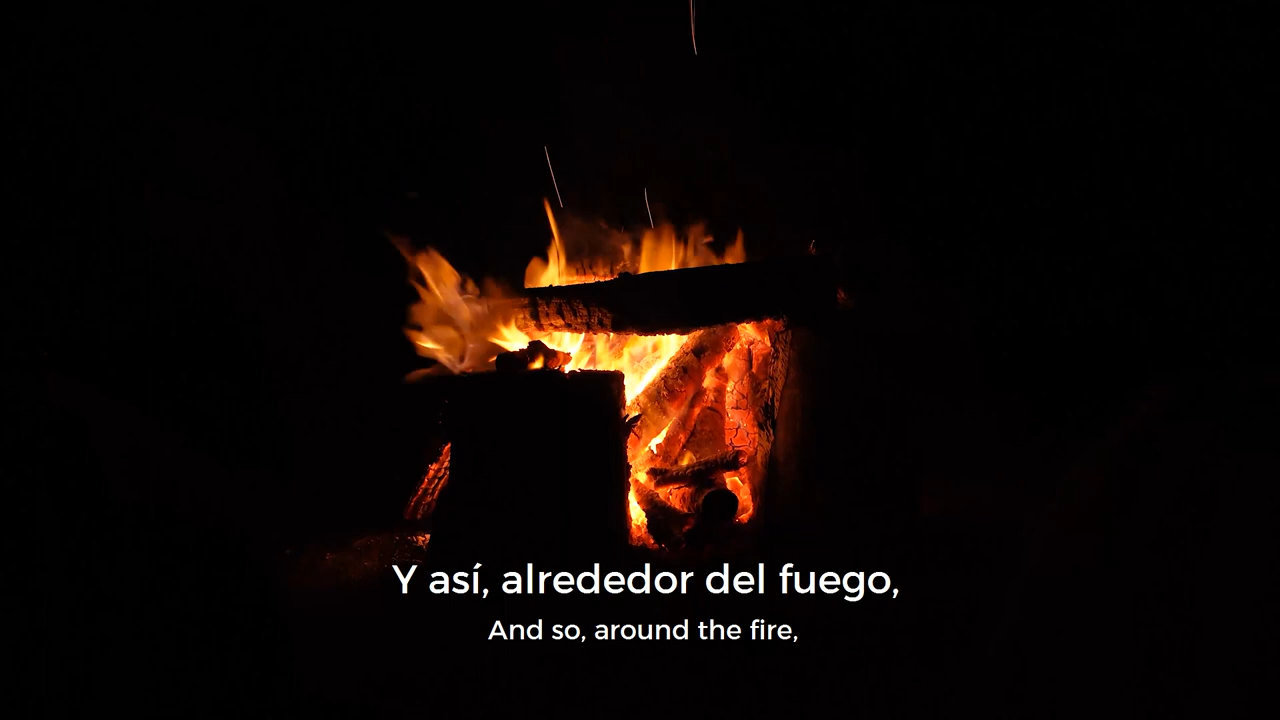 Y así, alrededor del fuego,
And so, around the fire,